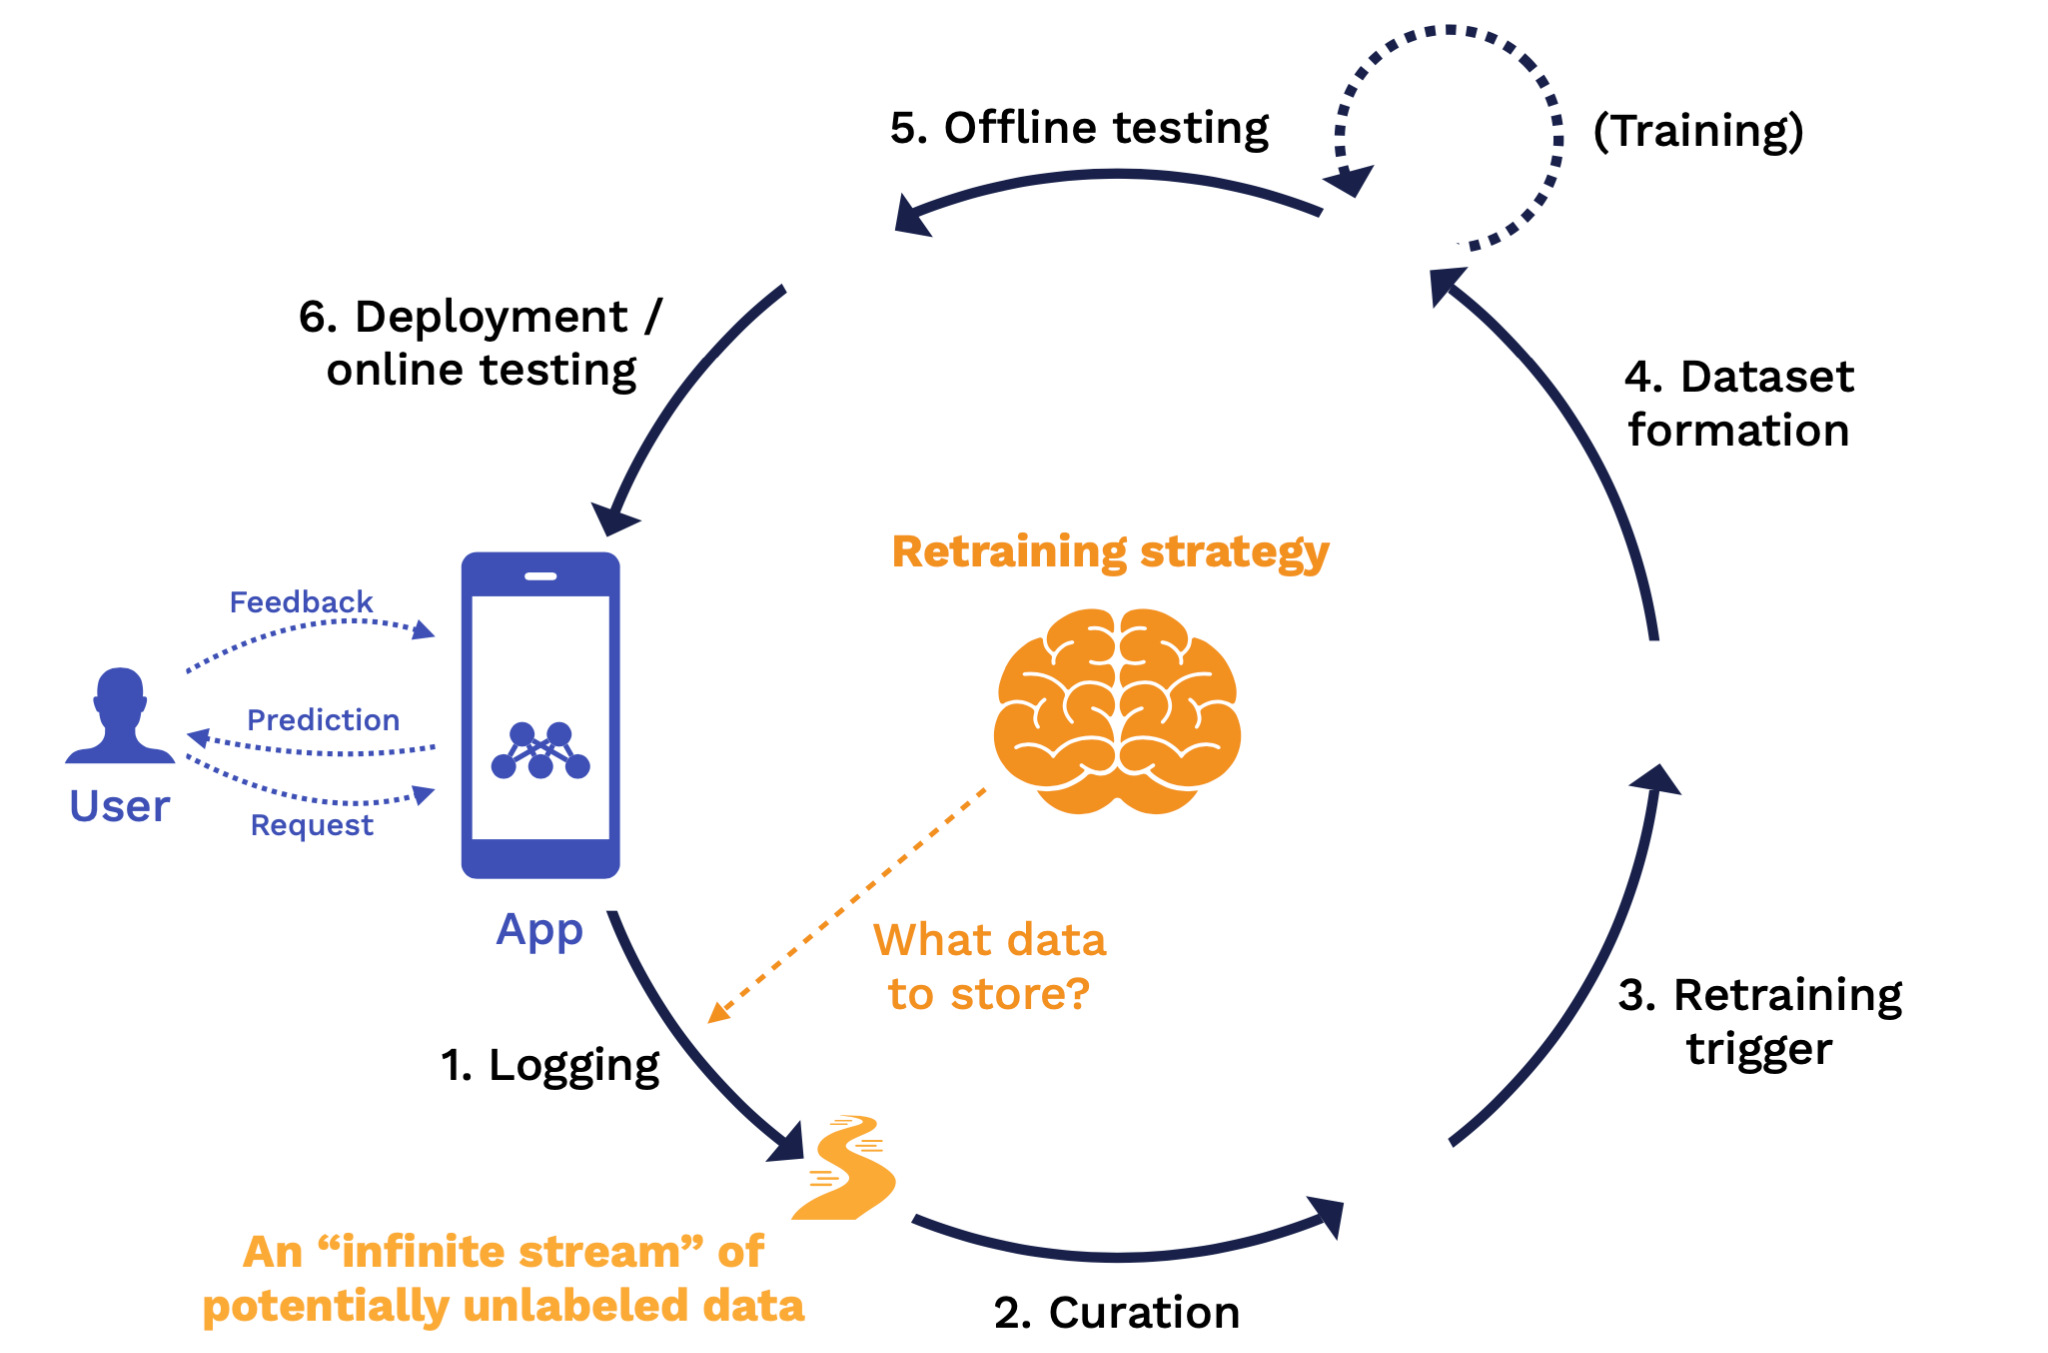 5. Offline testing
(Training)
6. Deployment /
online testing
4. Dataset
formation
Retraining strategy
Feedback
Prediction
Request
User
App
What data
to store?
1. Logging
3. Retraining
trigger
An “infinite stream” of
potentially unlabeled data
2. Curation